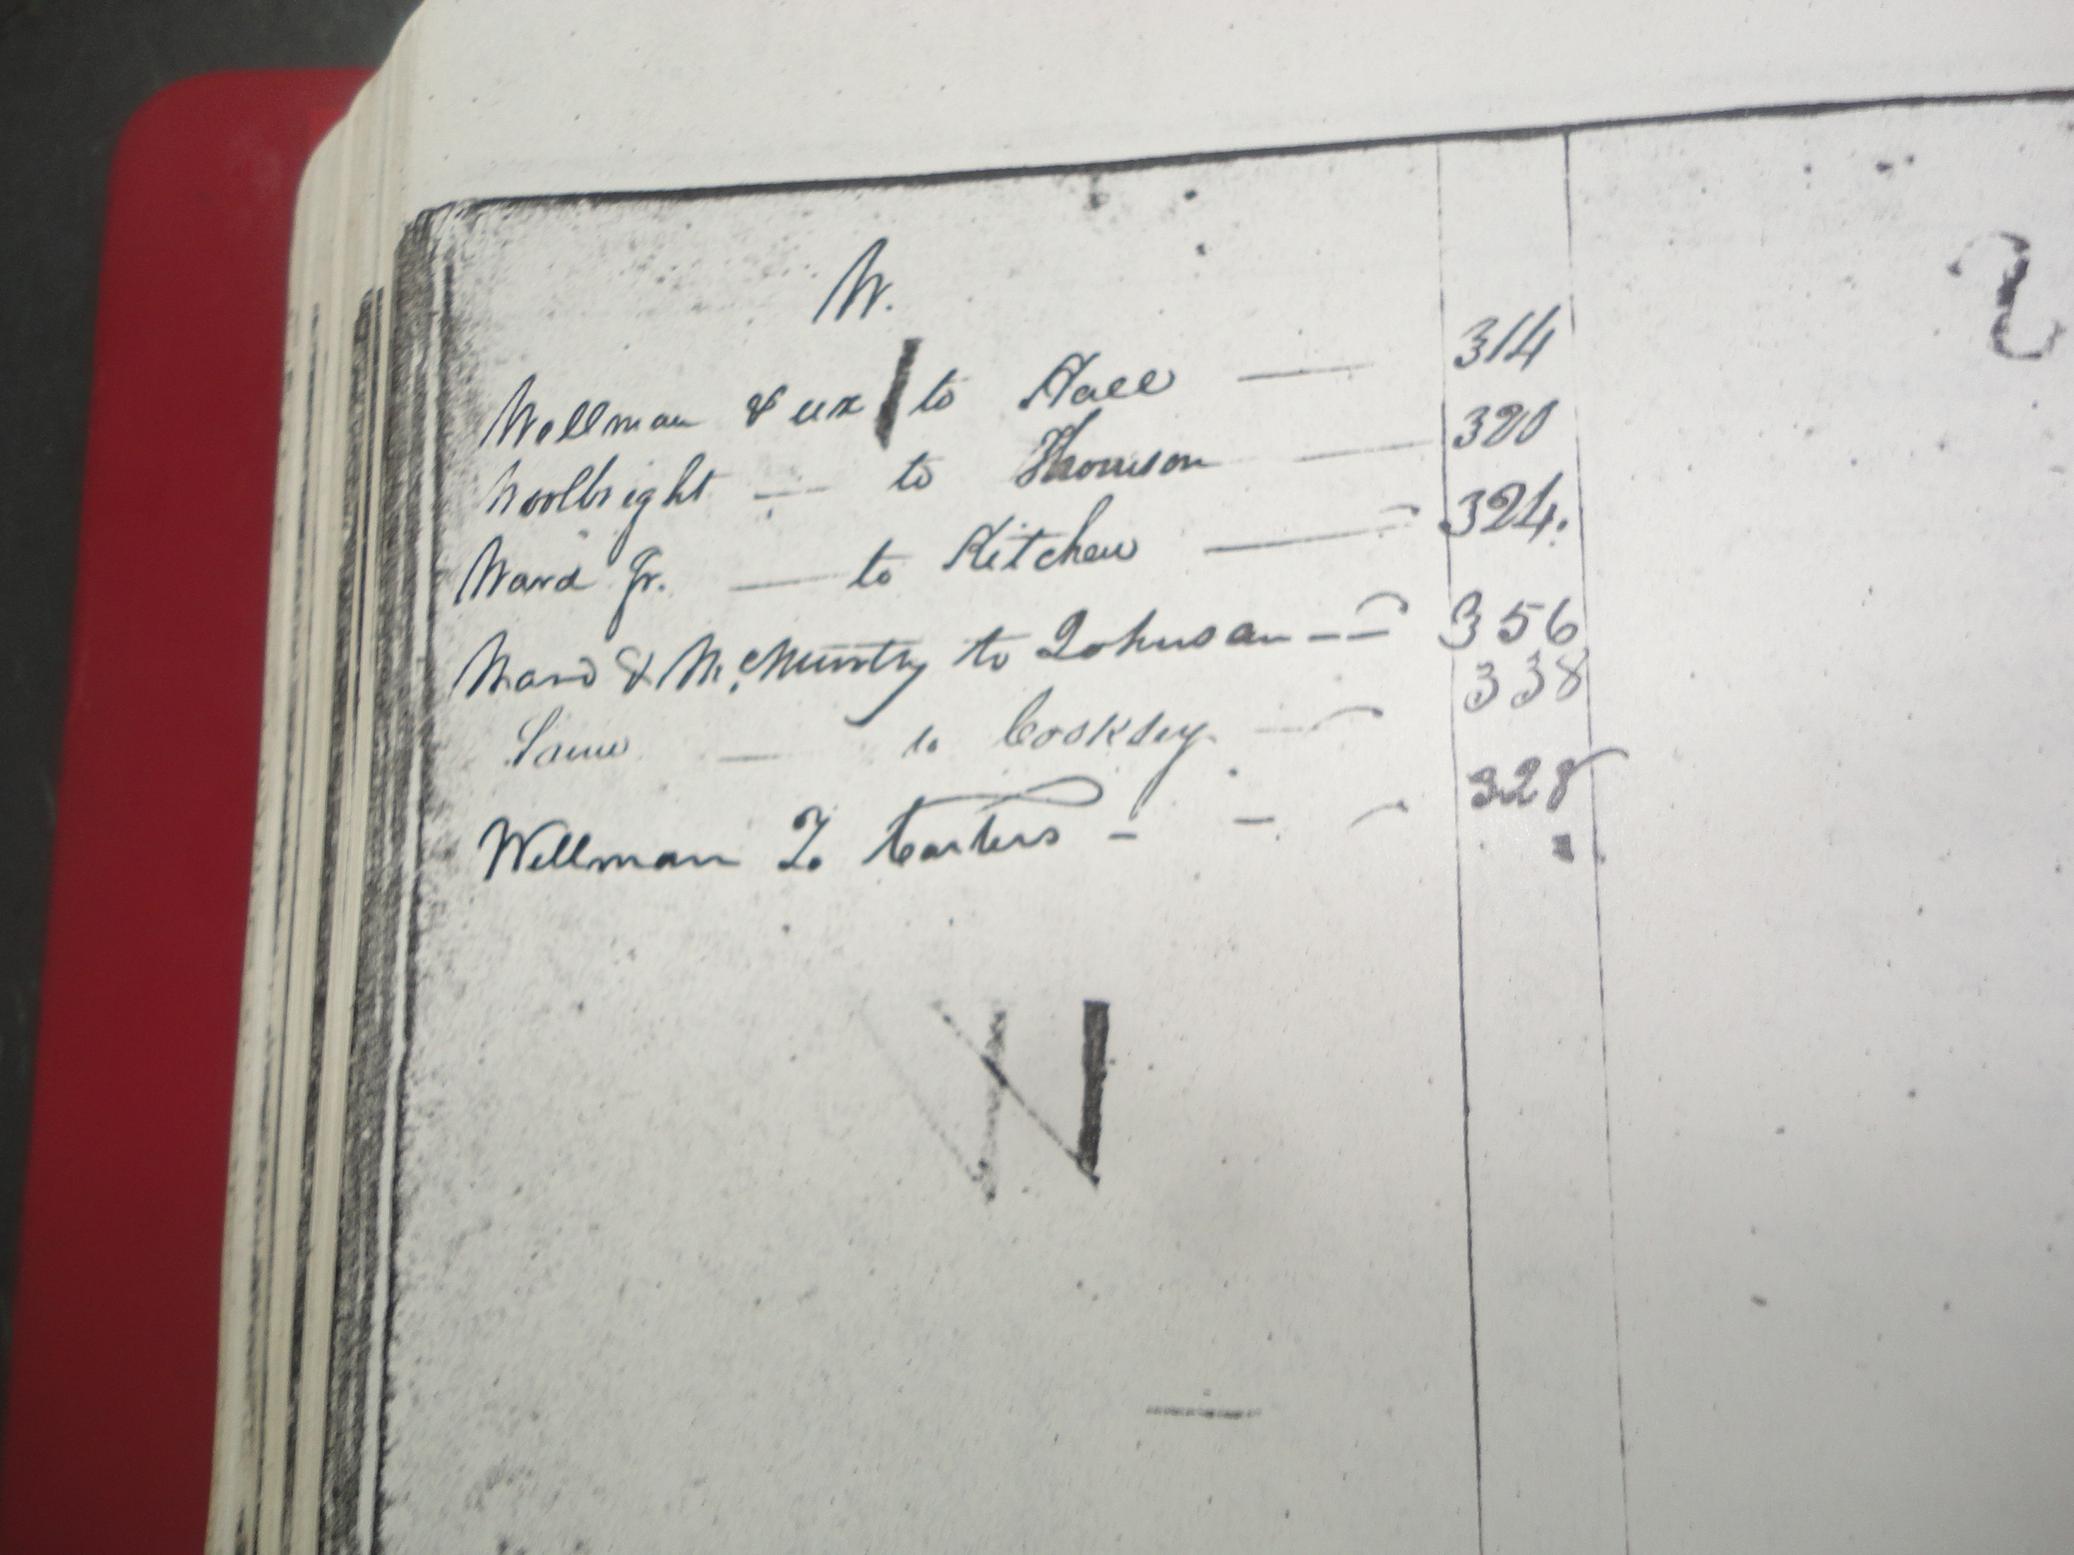 W.
Wellman & ux to Hall 314
Woolbright to Thomison 320
Ward Jr. to Kitchen 324.
Ward & McMurtry to Johnson 356
Same to Cooksey 338
Wellman To Carters 328
W